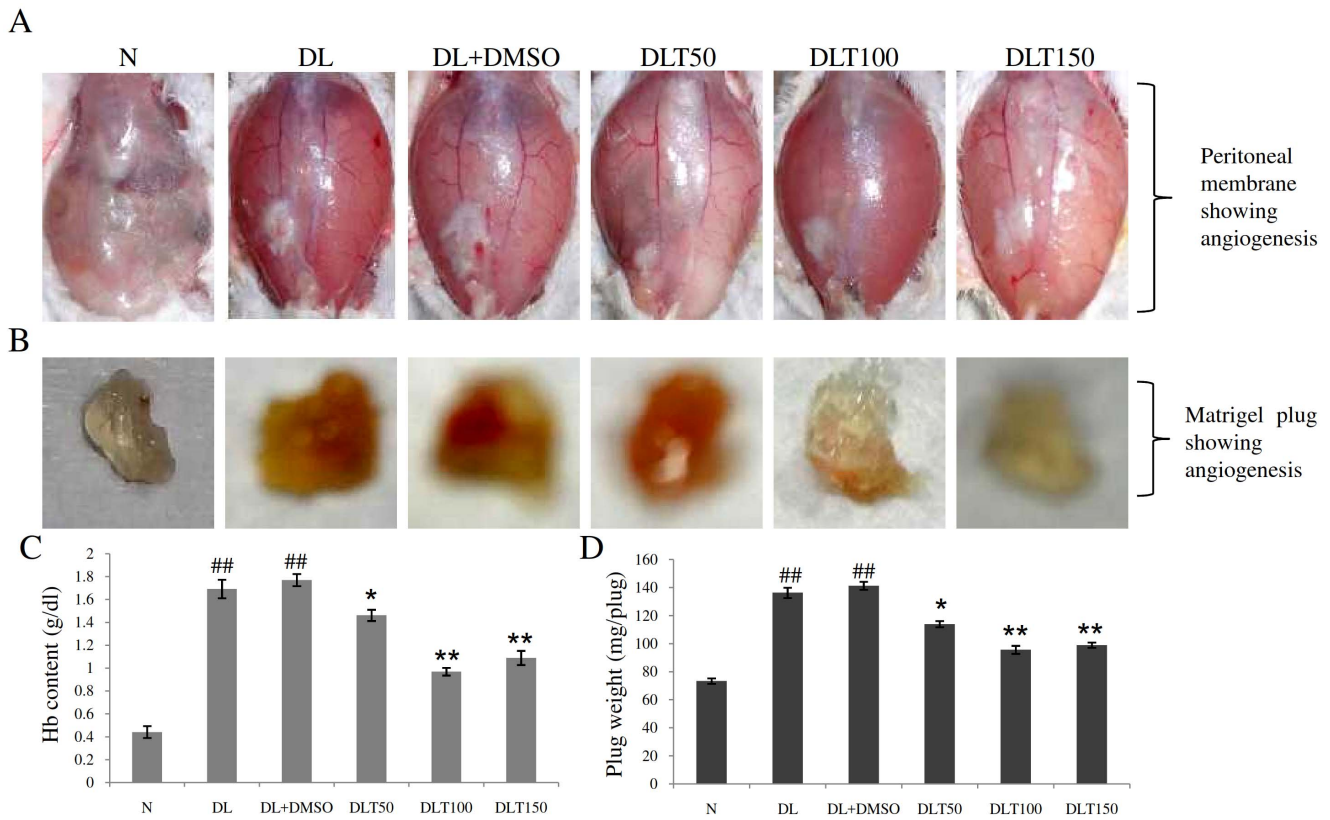 A
N DL DL+DMSO DLT50 DLT100 DLT150
Peritoneal
membrane
showing
angiogenesis
B
Matrigel plug
showing
angiogenesis
C
Hb content (g/dl)
2
1.8
1.6
1.4
1.2
1
0.8
0.6
0.4
0.2
0
## ## * ** **
N DL DL+DMSO DLT50 DLT100 DLT150
D
Plug weight (mg/plug)
160
140
120
100
80
60
40
20
0
## ## * ** **
N DL DL+DMSO DLT50 DLT100 DLT150